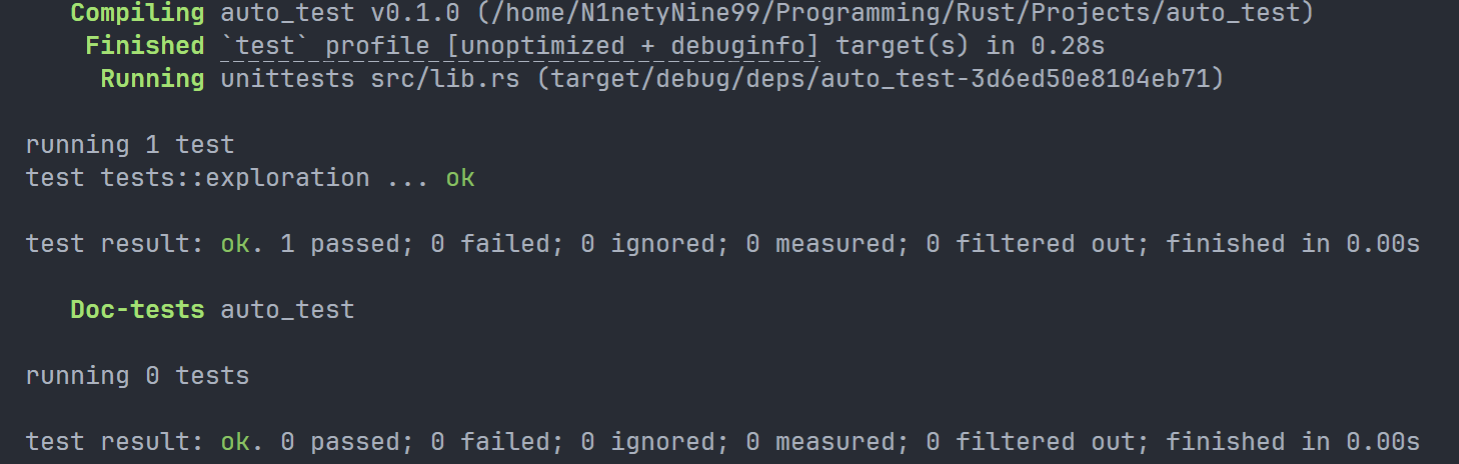 Compiling auto_test v0.1.0 (/home/N1netyNine99/Programming/Rust/Projects/auto_test)
Finished `test` profile [unoptimized + debuginfo] target(s) in 0.28s
Running unittests src/lib.rs (target/debug/deps/auto_test-3d6ed50e8104eb71)
running 1 test
test tests::exploration ... ok
test result: ok. 1 passed; 0 failed; 0 ignored; 0 measured; 0 filtered out; finished in 0.00s
Doc-tests auto_test
running 0 tests
test result: ok. 0 passed; 0 failed; 0 ignored; 0 measured; 0 filtered out; finished in 0.00s